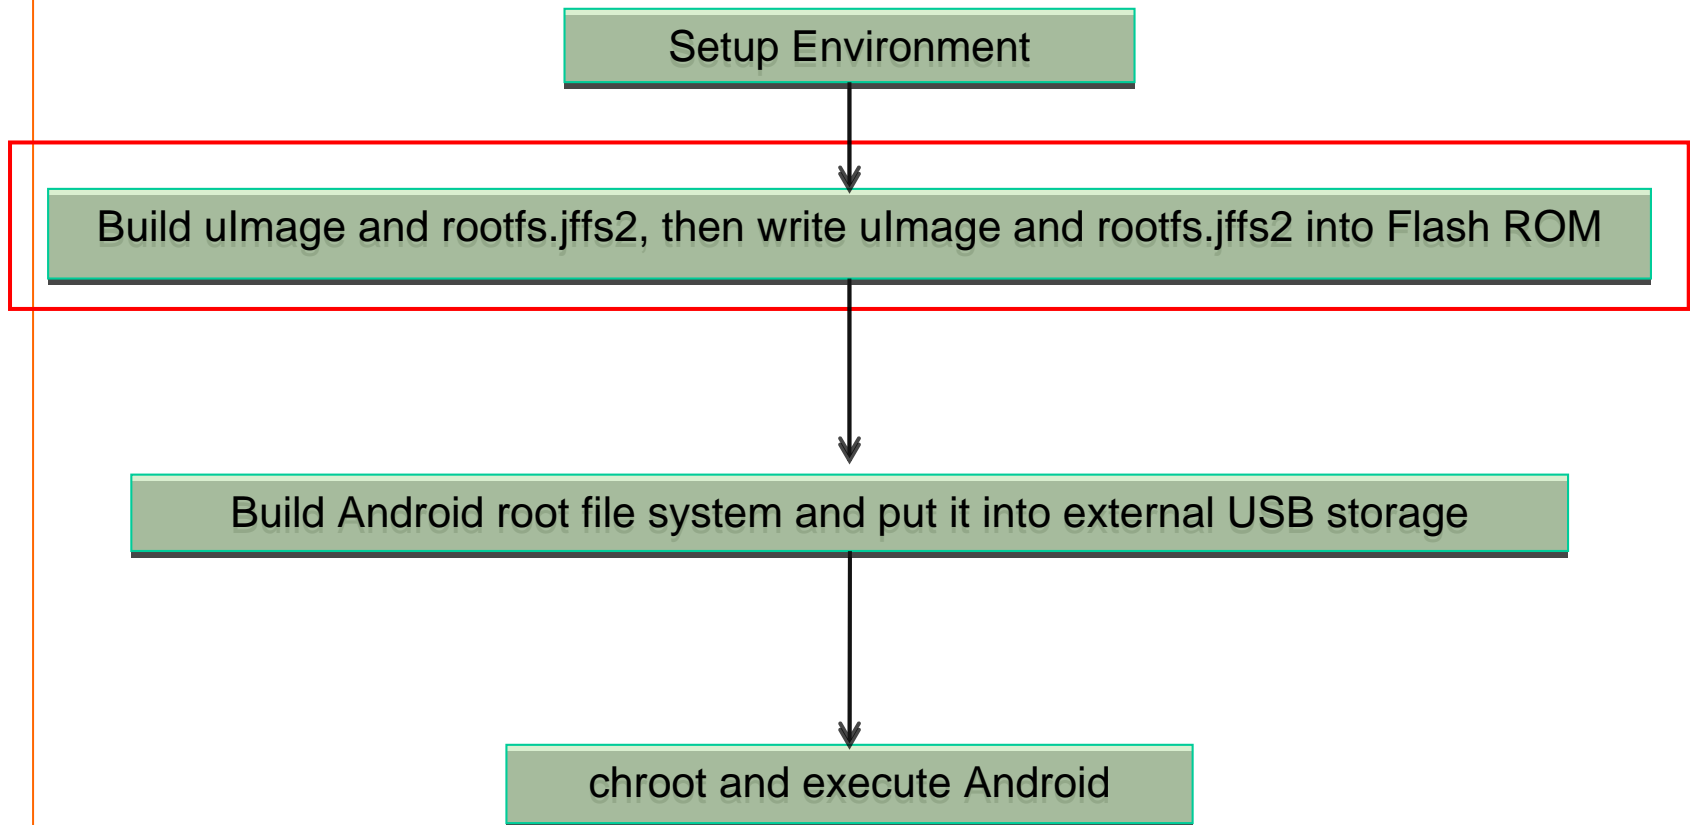 Setup Environment
Build uImage and rootfs.jffs2, then write uImage and rootfs.jffs2 into Flash ROM
Build Android root file system and put it into external USB storage
chroot and execute Android